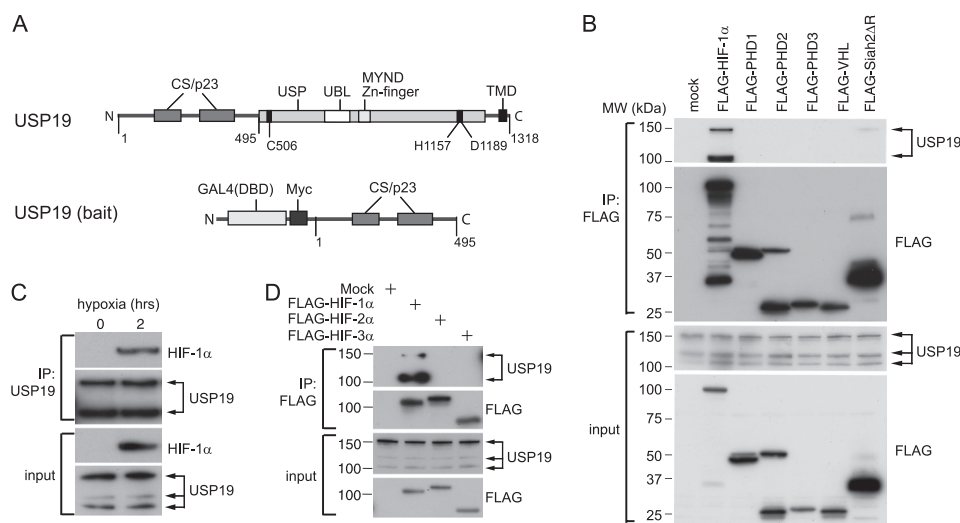 A
CS/p23
USP
UBL
MYND
Zn-finger
TMD
USP19
N
C
1
495
C506
H1157
D1189
1318
GAL4(DBD)
Myc
CS/p23
USP19 (bait)
N
C
1
495
B
mock
FLAG-HIF-1α
FLAG-PHD1
FLAG-PHD2
FLAG-PHD3
FLAG-VHL
FLAG-Siah2ΔR
MW (kDa)
150
100
USP19
IP:
FLAG
100
75
50
37
25
FLAG
150
100
USP19
input
100
75
50
37
25
FLAG
C
hypoxia (hrs)
0 2
IP:
USP19
HIF-1α
USP19
input
HIF-1α
USP19
D
Mock +
FLAG-HIF-1α +
FLAG-HIF-2α +
FLAG-HIF-3α +
IP:
FLAG
150
100
USP19
100
FLAG
input
150
100
USP19
100
FLAG